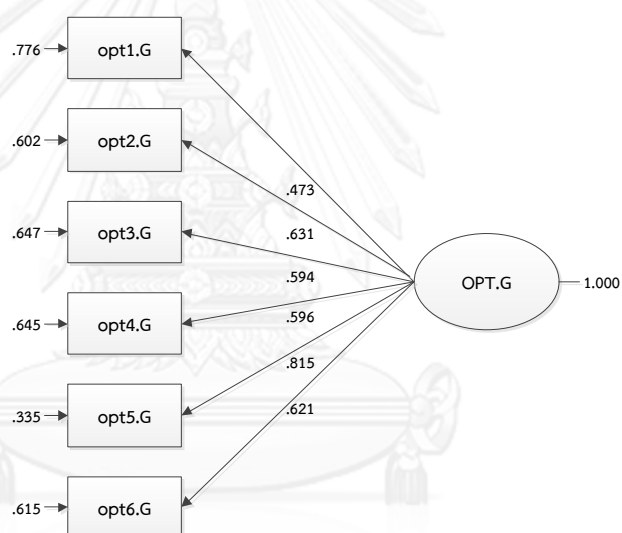 .776
opt1.G
.602
opt2.G
.473
.631
.647
opt3.G
.594
OPT.G
1.000
.596
.645
opt4.G
.815
.621
.335
opt5.G
.615
opt6.G